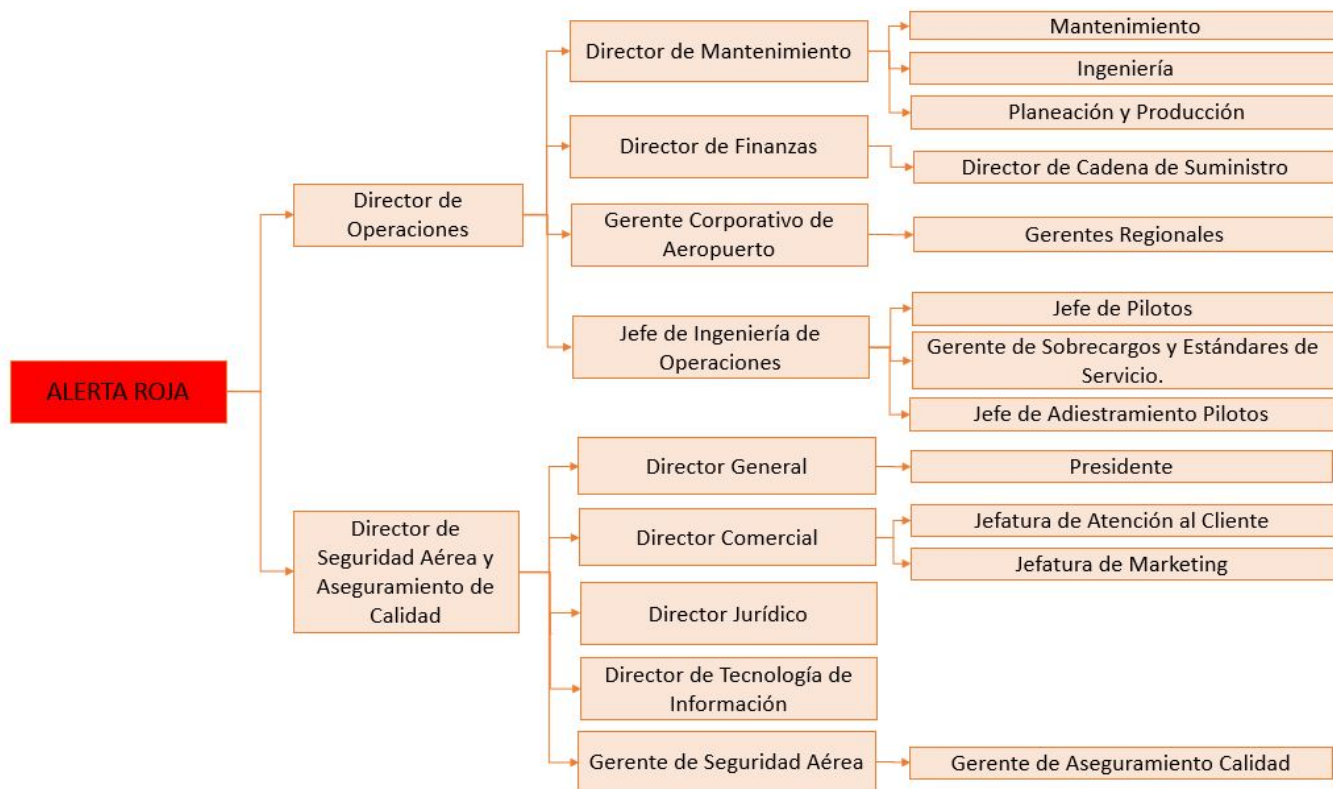 ALERTA ROJA
Director de
Operaciones
Director de Mantenimiento
Mantenimiento
Ingeniería
Planeación y Producción
Director de Finanzas
Director de Cadena de Suministro
Gerente Corporativo de
Aeropuerto
Gerentes Regionales
Jefe de Ingeniería de
Operaciones
Jefe de Pilotos
Gerente de Sobrecargos y Estándares de
Servicio.
Jefe de Adiestramiento Pilotos
Director de
Seguridad Aérea y
Aseguramiento de
Calidad
Director General
Presidente
Director Comercial
Jefatura de Atención al Cliente
Jefatura de Marketing
Director Jurídico
Director de Tecnología de
Información
Gerente de Seguridad Aérea
Gerente de Aseguramiento Calidad